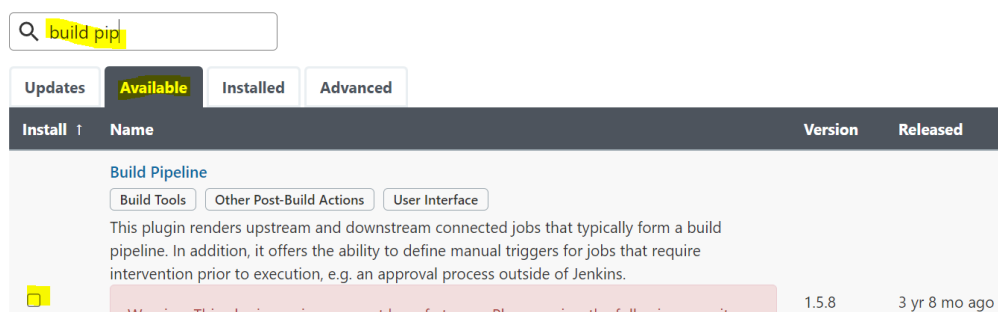 build pip
Updates Available Installed Advanced
Install ↑ Name Version Released
Build Pipeline
Build Tools Other Post-Build Actions User Interface
This plugin renders upstream and downstream connected jobs that typically form a build
pipeline. In addition, it offers the ability to define manual triggers for jobs that require
intervention prior to execution, e.g. an approval process outside of Jenkins.
1.5.8 3 yr 8 mo ago